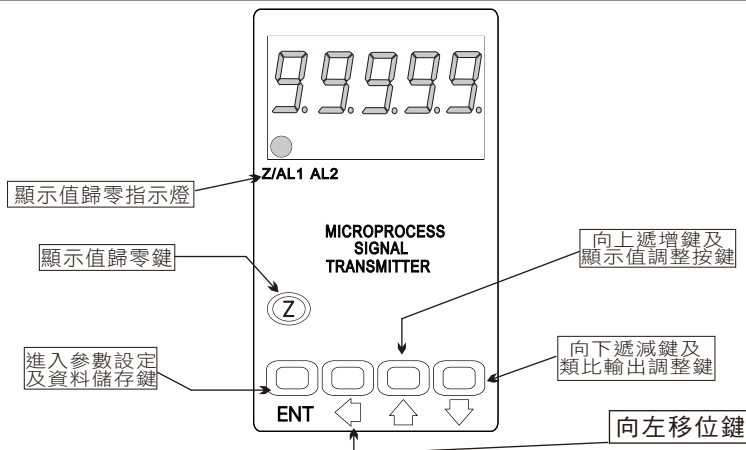 9.9.9.9.9.
Z/AL1 AL2
顯示值歸零指示燈
MICROPROCESS
SIGNAL
TRANSMITTER
向上遞增鍵及
顯示值調整按鍵
顯示值歸零鍵
Z
進入參數設定
及資料儲存鍵
向下遞減鍵及
類比輸出調整鍵
ENT
向左移位鍵